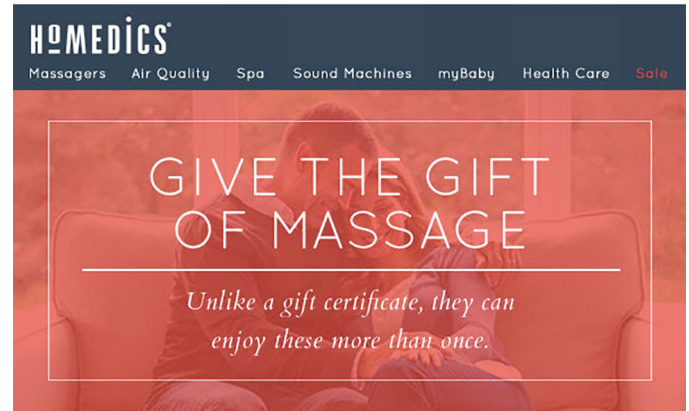 HoMEDiCS®
Massagers Air Quality Spa Sound Machines myBaby Health Care Sale
GIVE THE GIFT
OF MASSAGE
Unlike a gift certificate, they can
enjoy these more than once.